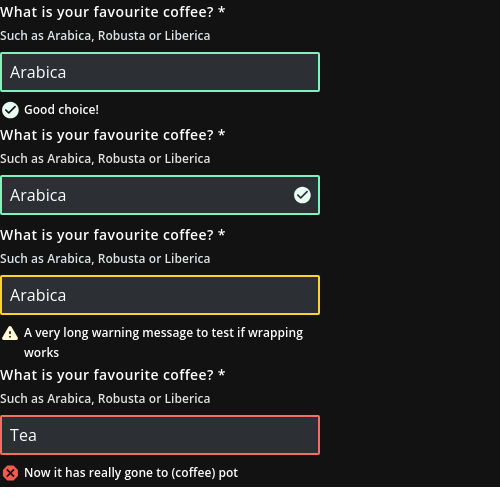 What is your favourite coffee? *
Such as Arabica, Robusta or Liberica
Arabica
Good choice!
What is your favourite coffee? *
Such as Arabica, Robusta or Liberica
Arabica
What is your favourite coffee? *
Such as Arabica, Robusta or Liberica
Arabica
A very long warning message to test if wrapping
works
What is your favourite coffee? *
Such as Arabica, Robusta or Liberica
Tea
Now it has really gone to (coffee) pot